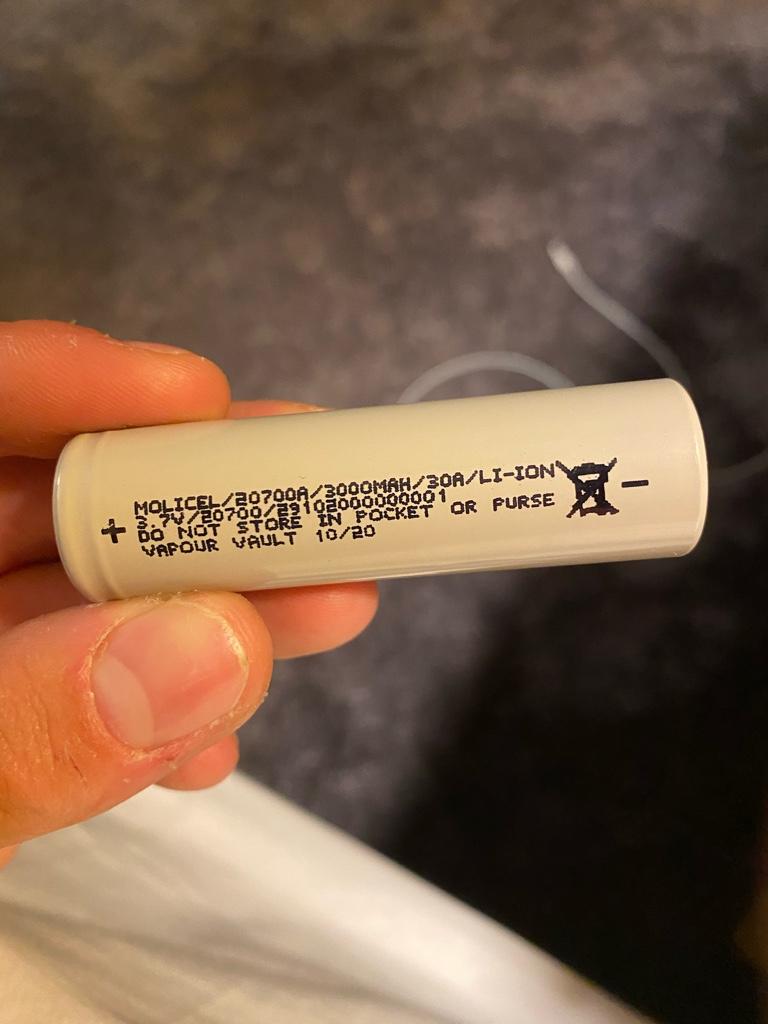 MOLICEL/20700A/3000MAH/30A/LI-ION
3.7V/20700/29102000000001
DO NOT STORE IN POCKET OR PURSE
VAPOUR VAULT 10/20
+
-